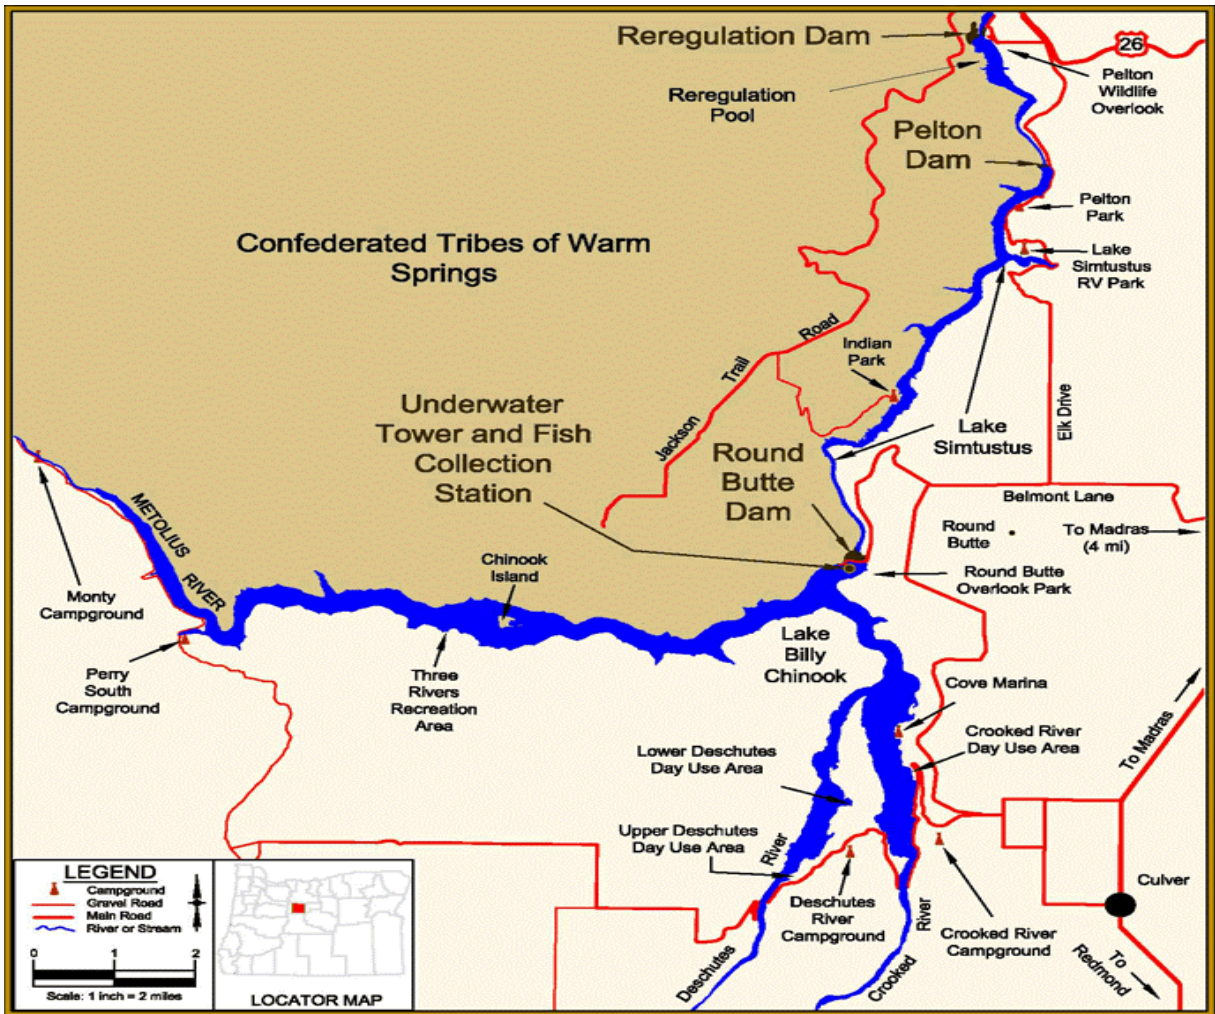 Reregulation Dam
26
Reregulation
Pool
Pelton
Wildlife
Overlook
Pelton
Dam
Pelton
Park
Confederated Tribes of Warm
Springs
Lake
Simtustus
RV Park
Jackson Trail Road
Indian
Park
Elk Drive
Underwater
Tower and Fish
Collection
Station
Lake
Simtustus
Round
Butte
Dam
Belmont Lane
Round
Butte
To Madras
(4 mi)
METOLIUS RIVER
Chinook
Island
Round Butte
Overlook Park
Monty
Campground
Perry
South
Campground
Three
Rivers
Recreation
Area
Lake
Billy
Chinook
Cove Marina
Crooked River
Day Use Area
To Madras
Lower Deschutes
Day Use Area
Upper Deschutes
Day Use Area
Deschutes River
Deschutes
River
Campground
Crooked River
Crooked River
Campground
Culver
To
Redmond
LEGEND
Campground
Gravel Road
Main Road
River or Stream
0 1 2
Scale: 1 inch = 2 miles
LOCATOR MAP